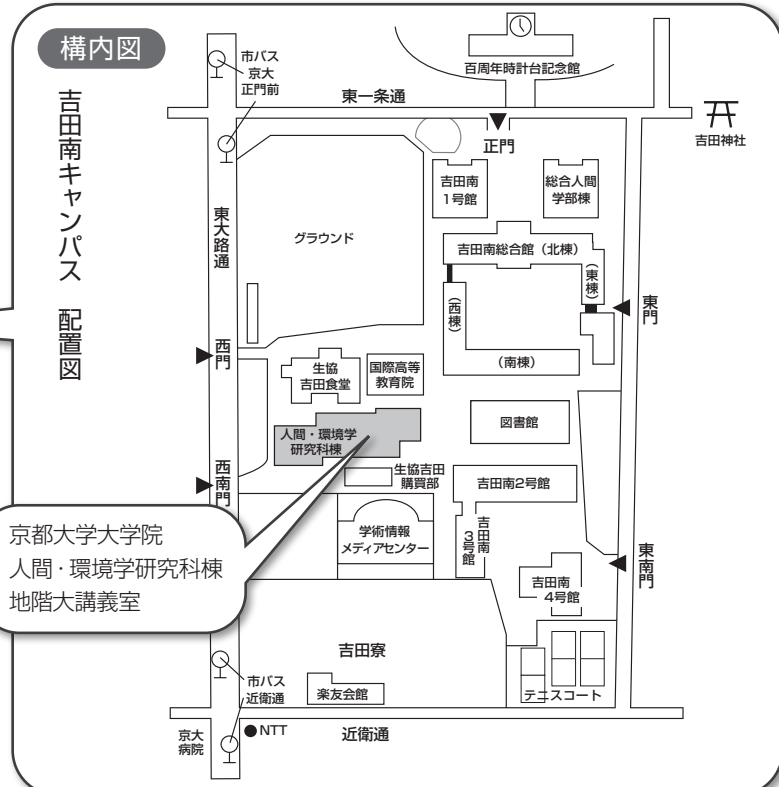 構内図
吉田南キャンパス 配置図
市バス
京大
正門前
百周年時計台記念館
東一条通
正門
吉田神社
東大路通
グラウンド
吉田南
1号館
総合人間
学部棟
吉田南総合館（北棟）
（西棟）
（東棟）
（南棟）
東門
西門
生協
吉田食堂
国際高等
教育院
図書館
人間・環境学
研究科棟
西南門
生協吉田
購買部
吉田南2号館
吉田南
3号館
学術情報
メディアセンター
京都大学大学院
人間・環境学研究科棟
地階大講義室
東南門
吉田南
4号館
吉田寮
市バス
近衛通
楽友会館
テニスコート
京大
病院
●NTT
近衛通